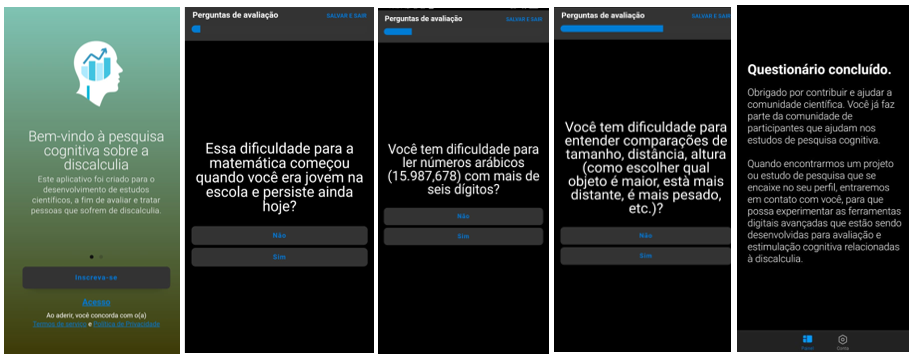 Bem-vindo à pesquisa
cognitiva sobre a
discalculia
Este aplicativo foi criado para o
desenvolvimento de estudos
científicos, a fim de avaliar e tratar
pessoas que sofrem de discalculia.
Inscreva-se
Acesso
Ao aderir, você concorda com o(a)
Termos de serviço e Política de Privacidade
Perguntas de avaliação
SALVAR E SAIR
Essa dificuldade para a
matemática começou
quando você era jovem na
escola e persiste ainda
hoje?
Não
Sim
Perguntas de avaliação
SALVAR E SAIR
Você tem dificuldade para
ler números arábicos
(15.987,678) com mais de
seis dígitos?
Não
Sim
Perguntas de avaliação
SALVAR E SAIR
Você tem dificuldade para
entender comparações de
tamanho, distância, altura
(como escolher qual
objeto é maior, està mais
distante, é mais pesado,
etc.)?
Não
Sim
Questionário concluído.
Obrigado por contribuir e ajudar a
comunidade científica. Você já faz
parte da comunidade de
participantes que ajudam nos
estudos de pesquisa cognitiva.
Quando encontrarmos um projeto
ou estudo de pesquisa que se
encaixe no seu perfil, entraremos
em contato com você, para que
possa experimentar as ferramentas
digitais avançadas que estão sendo
desenvolvidas para avaliação e
estimulação cognitiva relacionadas
à discalculia.
Conta